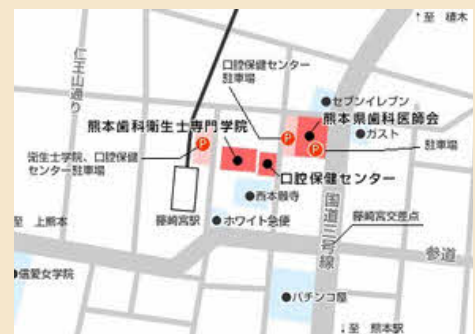 ↑至 植木
仁王山通り
口腔保健センター
駐車場
●セブンイレブン
熊本県歯科医師会
熊本歯科衛生士専門学院
P
●ガスト
P
P
駐車場
衛生士学院、口腔保健
センター駐車場
口腔保健センター
●西本願寺
藤崎宮駅
国道三号線
藤崎宮交差点
至 上熊本
●ホワイト急便
参道
●信愛女学院
●パチンコ屋
↓至 熊本駅